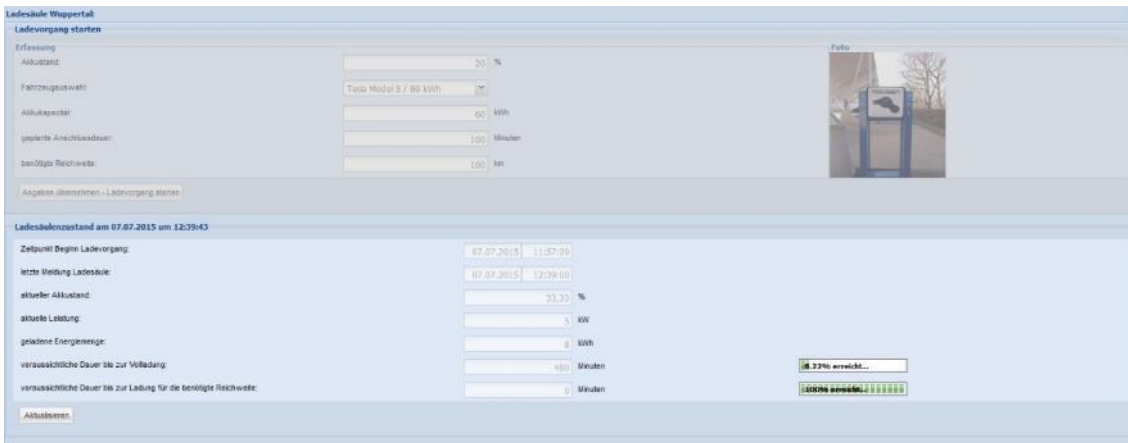 Ladesäule Wuppertal:
Ladevorgang starten
Erfassung
Foto
Akkustand: 20 %
Fahrzeugauswahl: Tesla Model S / 60 kWh
Akkukapazität: 60 kWh
geplante Anschlussdauer: 100 Minuten
benötigte Reichweite: 100 km
Angaben übernehmen - Ladevorgang starten
Ladesäulenzustand am 07.07.2015 um 12:39:43
Zeitpunkt Beginn Ladevorgang: 07.07.2015 11:57:09
letzte Meldung Ladesäule: 07.07.2015 12:39:00
aktueller Akkustand: 33,33 %
aktuelle Leistung: 5 kW
geladene Energiemenge: 8 kWh
voraussichtliche Dauer bis zur Vollladung: 480 Minuten
8.22% erreicht...
voraussichtliche Dauer bis zur Ladung für die benötigte Reichweite: 0 Minuten
100% erreicht...
Aktualisieren